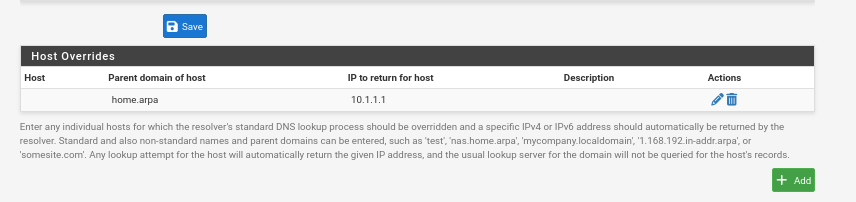 Save
Host Overrides
Host Parent domain of host IP to return for host Description Actions
home.arpa 10.1.1.1
Enter any individual hosts for which the resolver's standard DNS lookup process should be overridden and a specific IPv4 or IPv6 address should automatically be returned by the
resolver. Standard and also non-standard names and parent domains can be entered, such as 'test', 'nas.home.arpa', 'mycompany.localdomain', '1.168.192.in-addr.arpa', or
'somesite.com'. Any lookup attempt for the host will automatically return the given IP address, and the usual lookup server for the domain will not be queried for the host's records.
Add